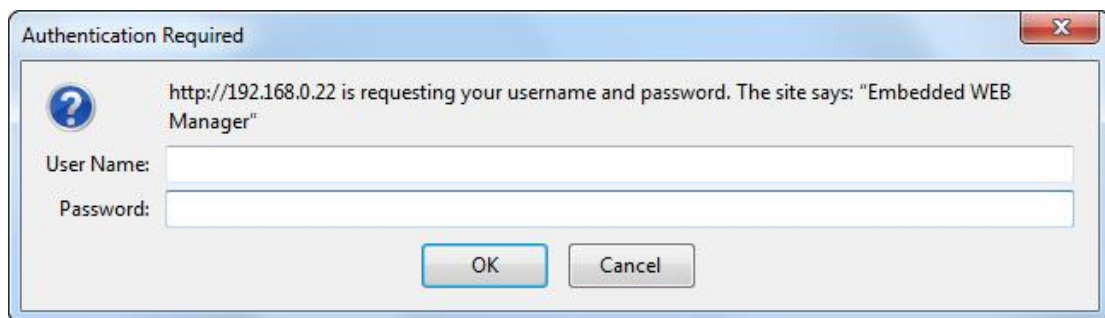 Authentication Required
http://192.168.0.22 is requesting your username and password. The site says: “Embedded WEB
Manager“
User Name:
Password:
OK Cancel